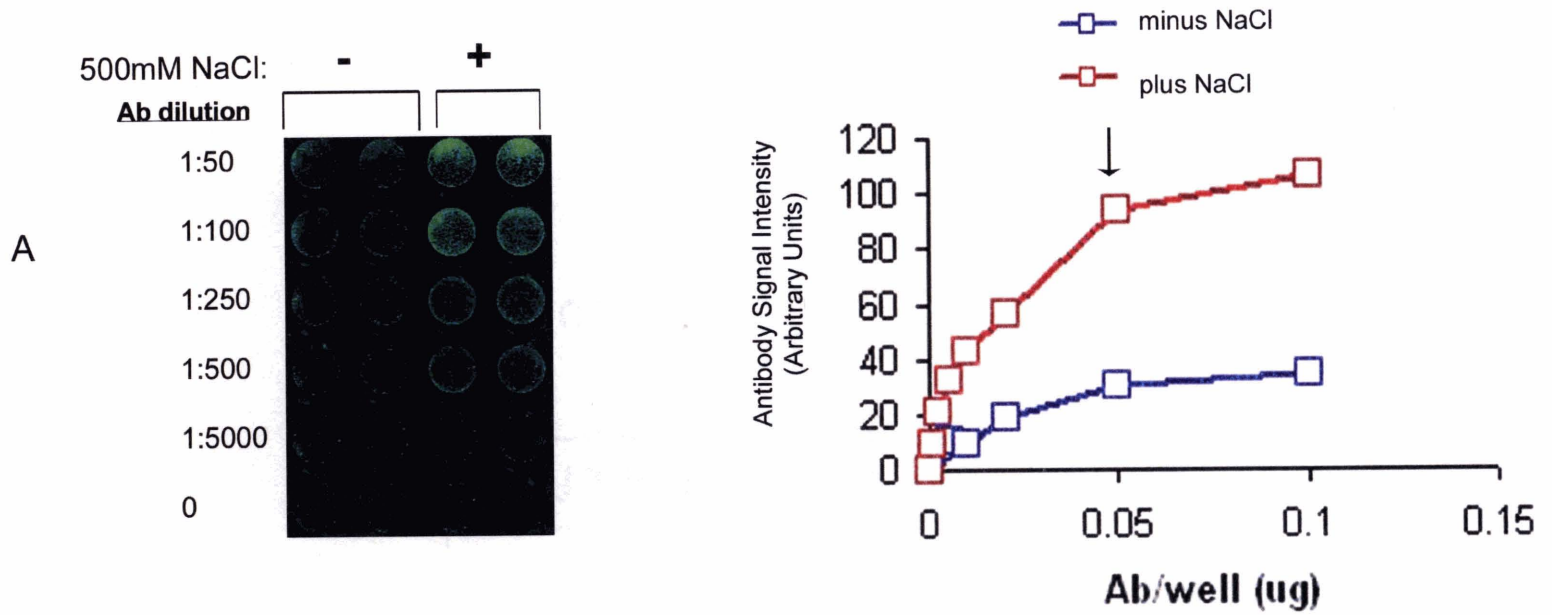 A
500mM NaCl: - +
Ab dilution
1:50
1:100
1:250
1:500
1:5000
0
minus NaCl
plus NaCl
Antibody Signal Intensity
(Arbitrary Units)
120
100
80
60
40
20
0
0 0.05 0.1 0.15
Ab/well (ug)